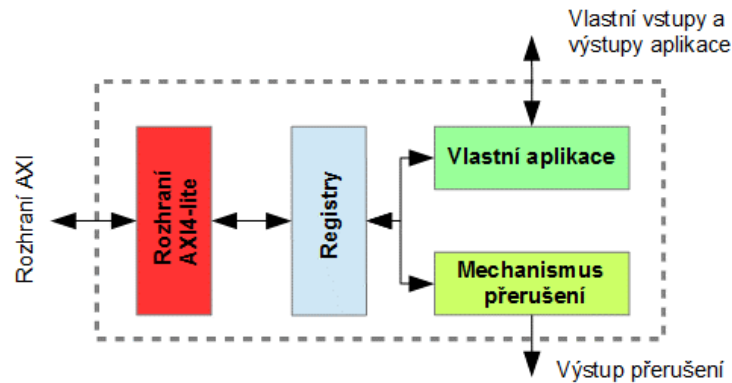 Vlastní vstupy a
výstupy aplikace
Rozhraní AXI
Rozhraní
AXI4-lite
Registry
Vlastní aplikace
Mechanismus
přerušení
Výstup přerušení